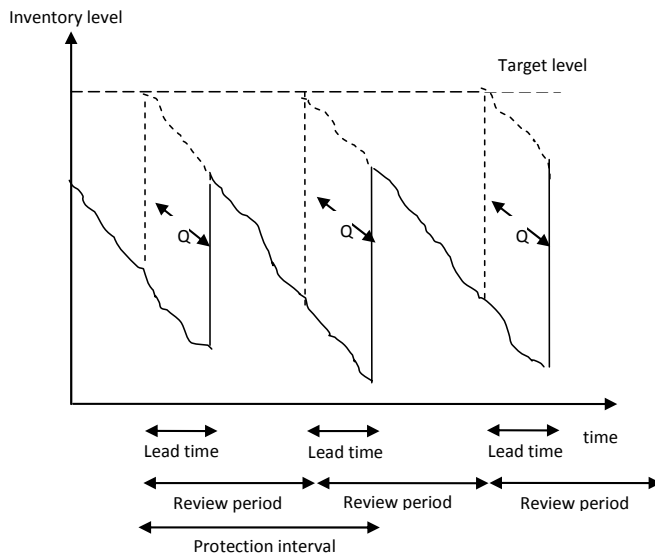 Inventory level
Target level
Q
Q
Q
Lead time
Lead time
Lead time
time
Review period
Review period
Review period
Protection interval